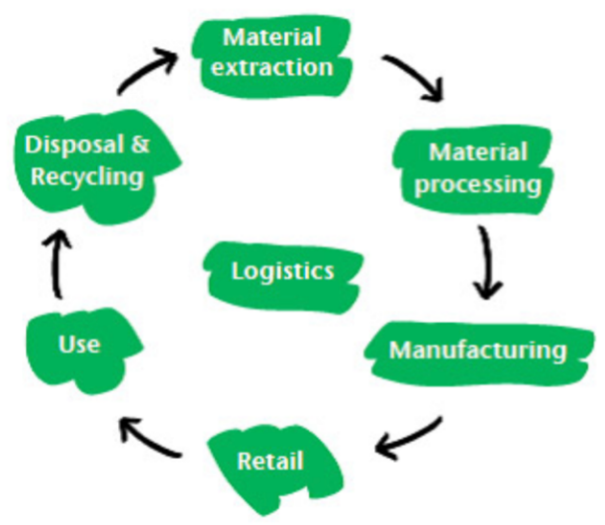 Material
extraction
Material
processing
Manufacturing
Retail
Use
Disposal &
Recycling
Logistics